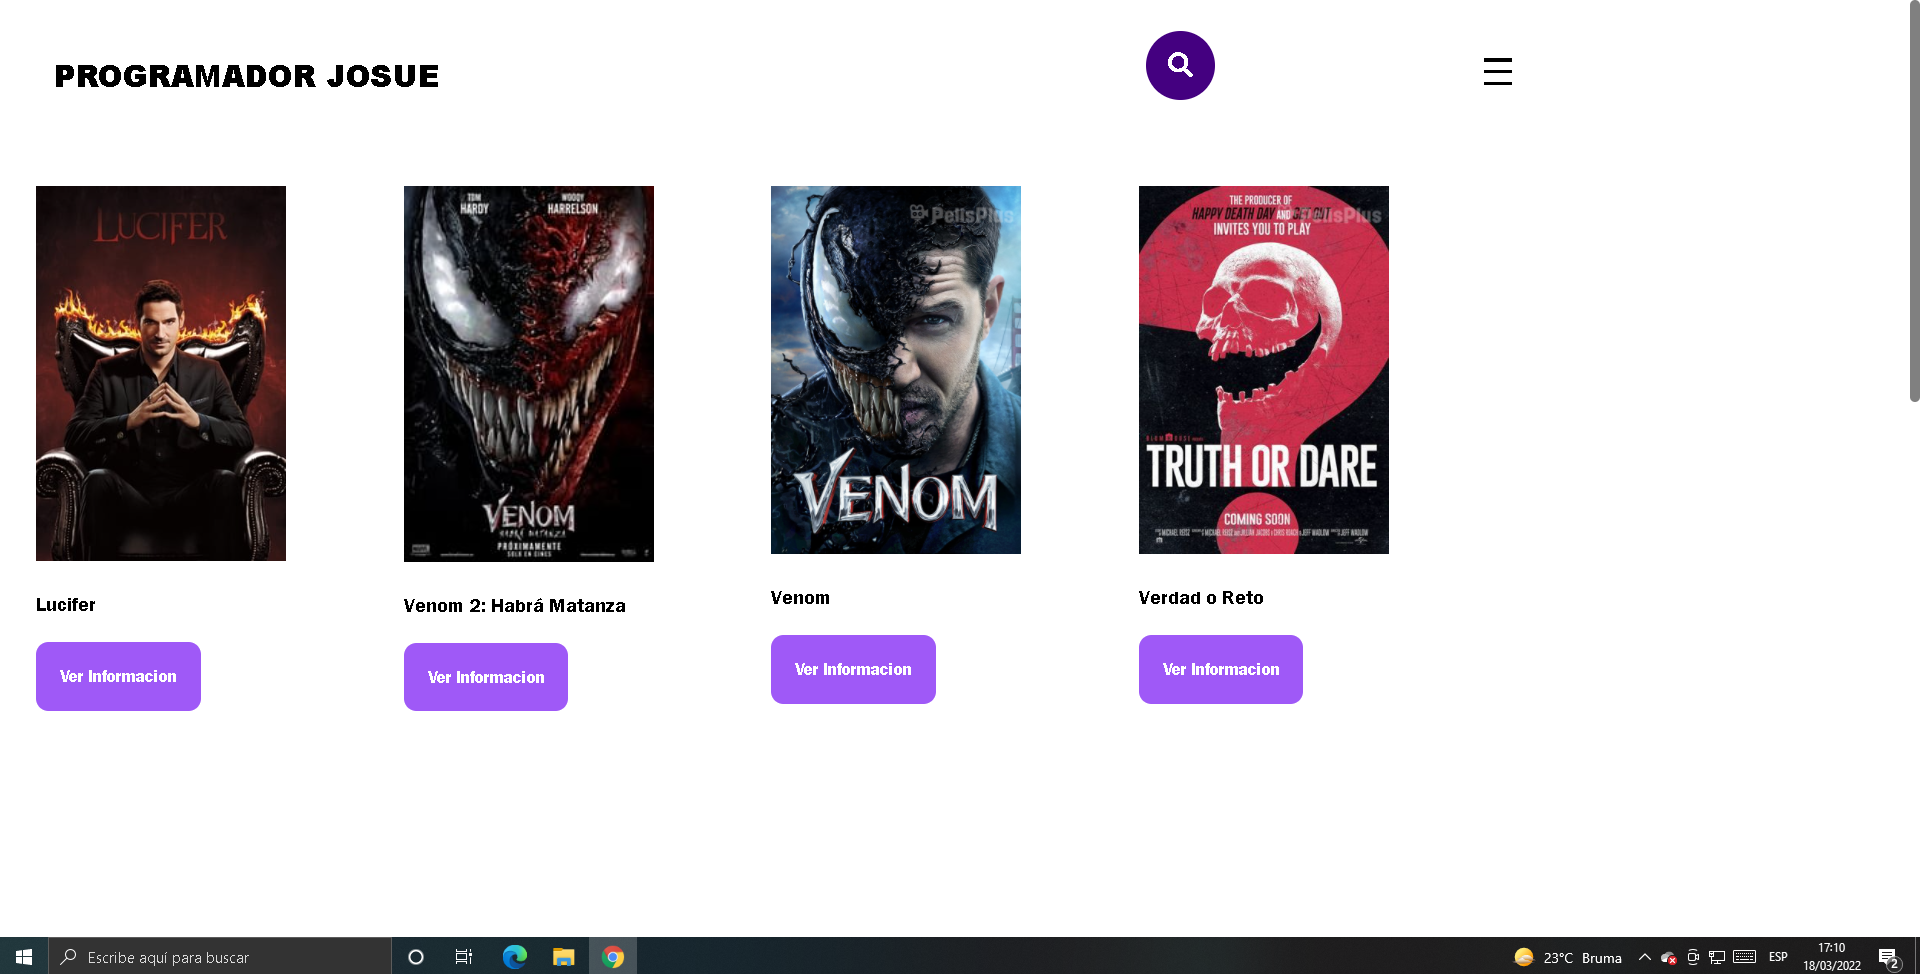 PROGRAMADOR JOSUE
LUCIFER
TOM
HARDY
WOODY
HARRELSON
VENOM
HABRÁ MATANZA
PRÓXIMAMENTE
SOLO EN CINES
PelisPlus
VENOM
THE PRODUCER OF
HAPPY DEATH DAY AND GET OUT
PelisPlus
INVITES YOU TO PLAY
TRUTH OR DARE
COMING SOON
Lucifer
Venom 2: Habrá Matanza
Venom
Verdad o Reto
Ver Informacion
Ver Informacion
Ver Informacion
Ver Informacion
Escribe aquí para buscar
23°C Bruma
ESP
17:10
18/03/2022
2